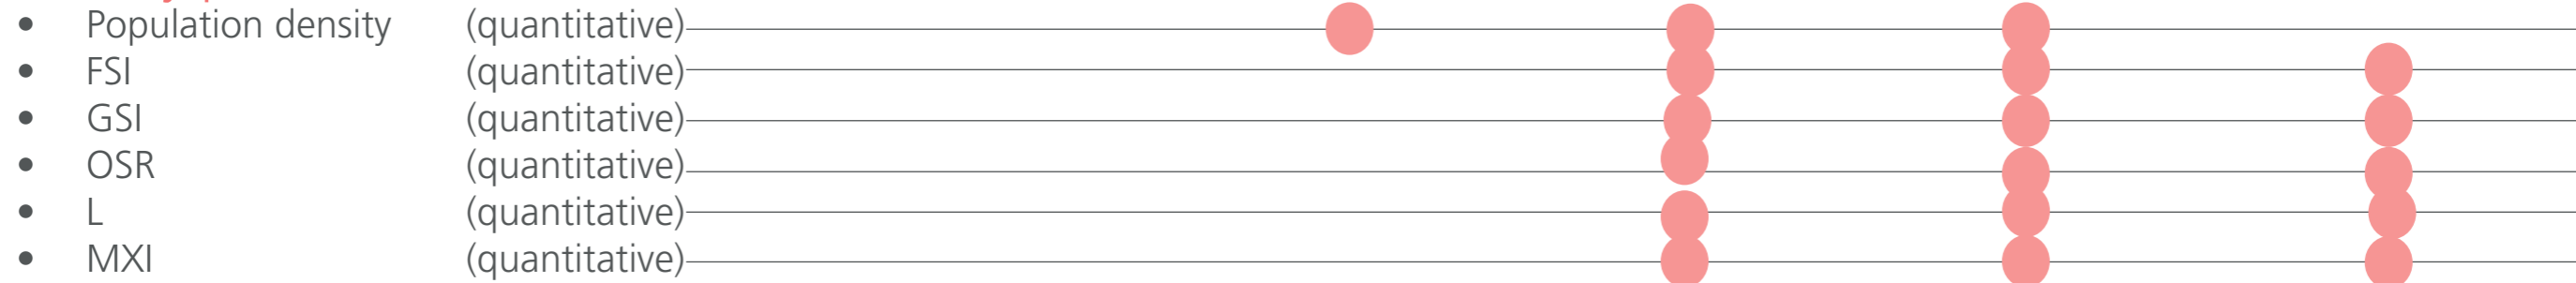 • Population density (quantitative)
• FSI (quantitative)
• GSI (quantitative)
• OSR (quantitative)
• L (quantitative)
• MXI (quantitative)